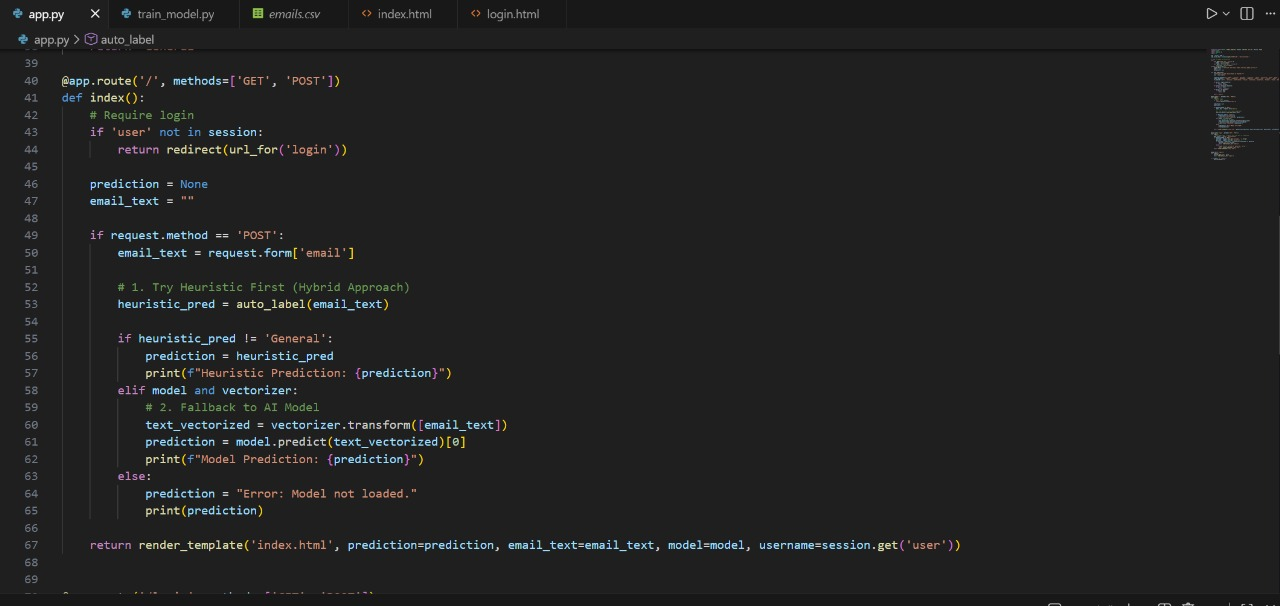 app.py train_model.py emails.csv index.html login.html
app.py > auto_label
39
40 @app.route('/', methods=['GET', 'POST'])
41 def index():
42     # Require login
43     if 'user' not in session:
44         return redirect(url_for('login'))
45
46     prediction = None
47     email_text = ""
48
49     if request.method == 'POST':
50         email_text = request.form['email']
51
52         # 1. Try Heuristic First (Hybrid Approach)
53         heuristic_pred = auto_label(email_text)
54
55         if heuristic_pred != 'General':
56             prediction = heuristic_pred
57             print(f"Heuristic Prediction: {prediction}")
58         elif model and vectorizer:
59             # 2. Fallback to AI Model
60             text_vectorized = vectorizer.transform([email_text])
61             prediction = model.predict(text_vectorized)[0]
62             print(f"Model Prediction: {prediction}")
63         else:
64             prediction = "Error: Model not loaded."
65             print(prediction)
66
67     return render_template('index.html', prediction=prediction, email_text=email_text, model=model, username=session.get('user'))
68
69